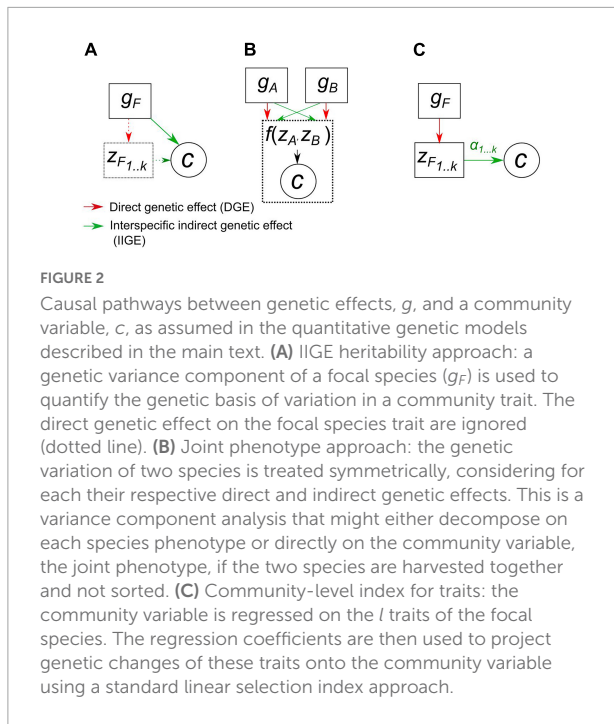 A
B
C
g_F
g_A
g_B
g_F
z_F1..k
c
f(z_A, z_B)
c
z_F1...k
α_1...k
c
Direct genetic effect (DGE)
Interspecific indirect genetic effect
(IIGE)
FIGURE 2
Causal pathways between genetic effects, g, and a community
variable, c, as assumed in the quantitative genetic models
described in the main text. (A) IIGE heritability approach: a
genetic variance component of a focal species (g_F) is used to
quantify the genetic basis of variation in a community trait. The
direct genetic effect on the focal species trait are ignored
(dotted line). (B) Joint phenotype approach: the genetic
variation of two species is treated symmetrically, considering for
each their respective direct and indirect genetic effects. This is a
variance component analysis that might either decompose on
each species phenotype or directly on the community variable,
the joint phenotype, if the two species are harvested together
and not sorted. (C) Community-level index for traits: the
community variable is regressed on the l traits of the focal
species. The regression coefficients are then used to project
genetic changes of these traits onto the community variable
using a standard linear selection index approach.